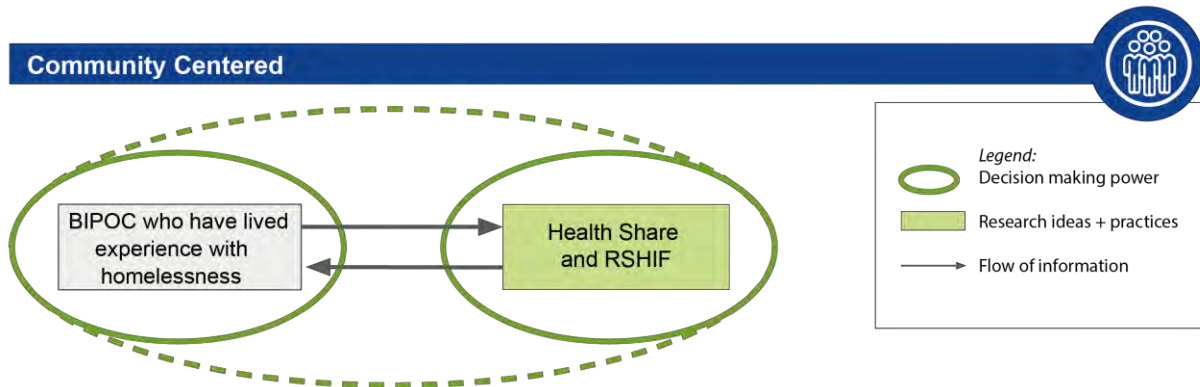 Community Centered
BIPOC who have lived
experience with
homelessness
Health Share
and RSHIF
Legend:
Decision making power
Research ideas + practices
Flow of information